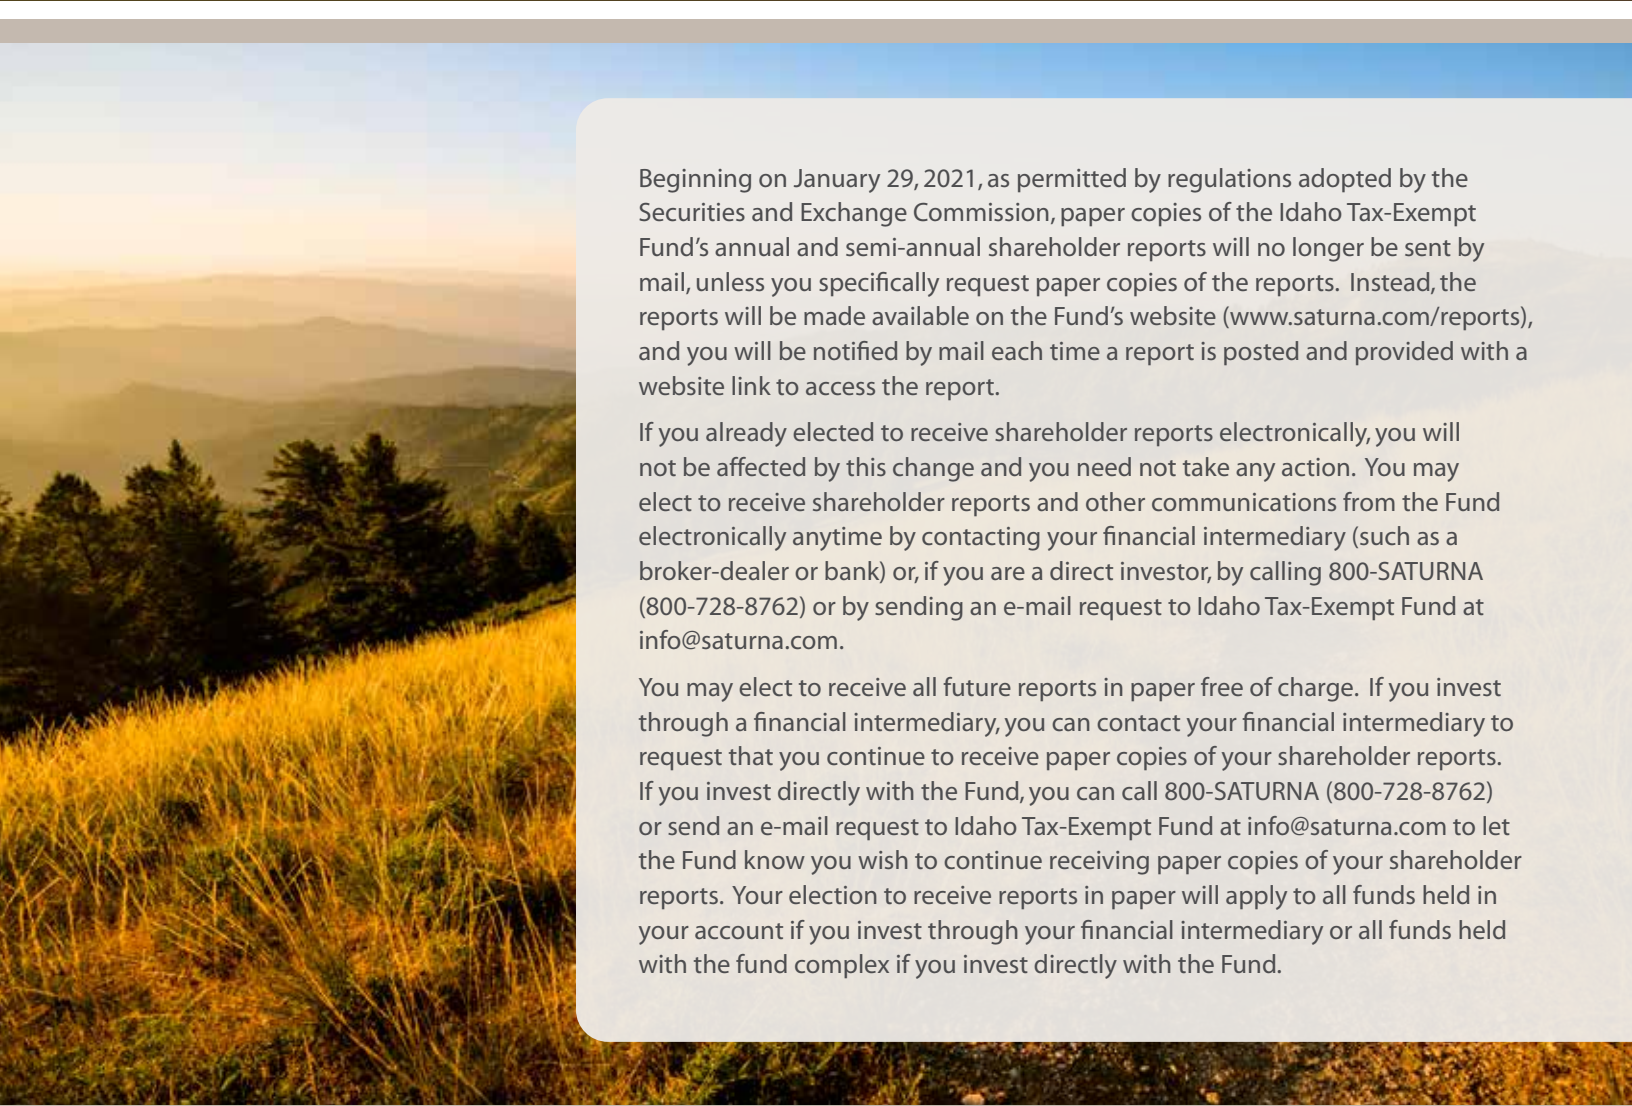 Beginning on January 29, 2021, as permitted by regulations adopted by the
Securities and Exchange Commission, paper copies of the Idaho Tax-Exempt
Fund’s annual and semi-annual shareholder reports will no longer be sent by
mail, unless you specifically request paper copies of the reports.  Instead, the
reports will be made available on the Fund’s website (www.saturna.com/reports),
and you will be notified by mail each time a report is posted and provided with a
website link to access the report.
If you already elected to receive shareholder reports electronically, you will
not be affected by this change and you need not take any action.  You may
elect to receive shareholder reports and other communications from the Fund
electronically anytime by contacting your financial intermediary (such as a
broker-dealer or bank) or, if you are a direct investor, by calling 800-SATURNA
(800-728-8762) or by sending an e-mail request to Idaho Tax-Exempt Fund at
info@saturna.com.
You may elect to receive all future reports in paper free of charge.  If you invest
through a financial intermediary, you can contact your financial intermediary to
request that you continue to receive paper copies of your shareholder reports.
If you invest directly with the Fund, you can call 800-SATURNA (800-728-8762)
or send an e-mail request to Idaho Tax-Exempt Fund at info@saturna.com to let
the Fund know you wish to continue receiving paper copies of your shareholder
reports.  Your election to receive reports in paper will apply to all funds held in
your account if you invest through your financial intermediary or all funds held
with the fund complex if you invest directly with the Fund.